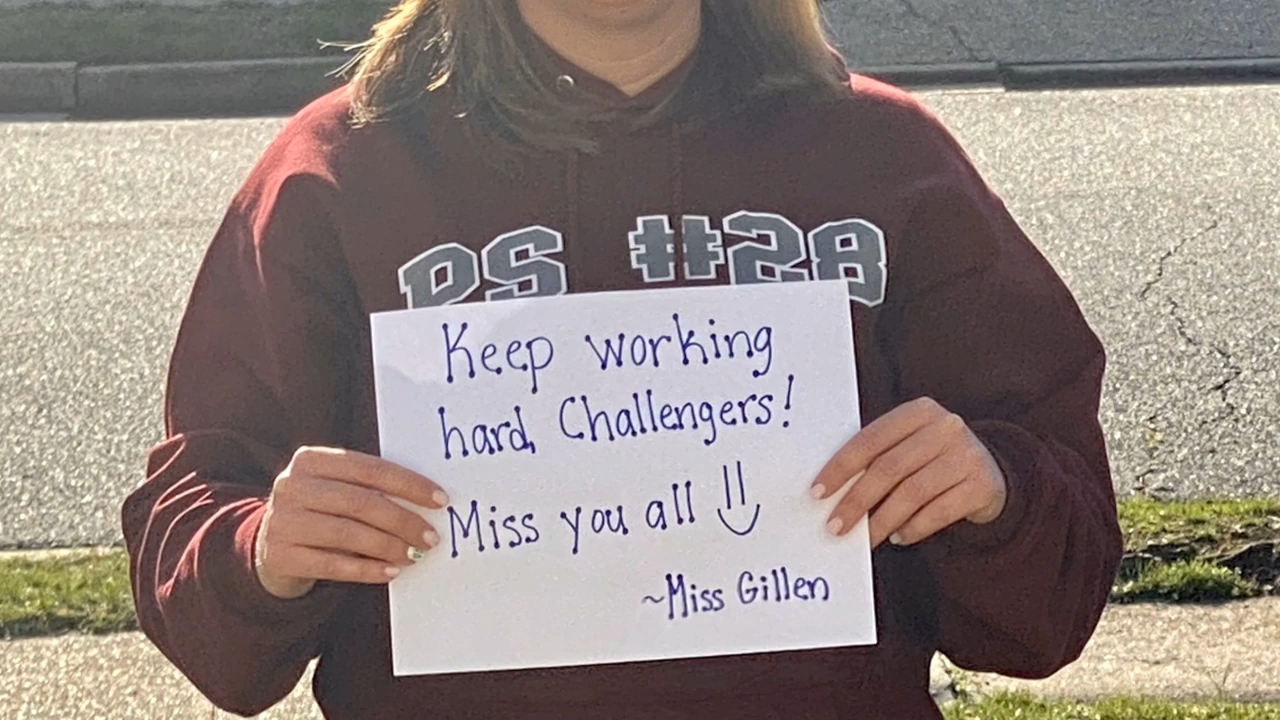 PS #28
Keep working
hard, Challengers!
Miss you all
~Miss Gillen